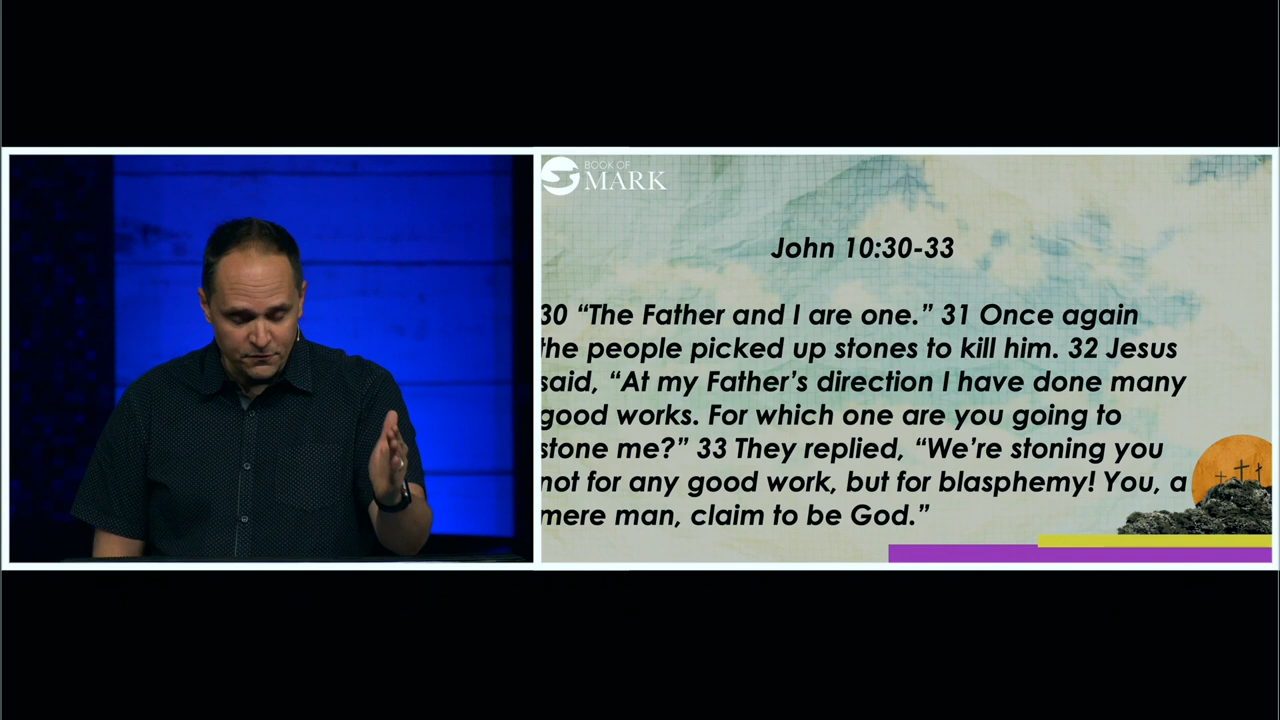 BOOK OF
MARK
John 10:30-33
30 “The Father and I are one.” 31 Once again
the people picked up stones to kill him. 32 Jesus
said, “At my Father’s direction I have done many
good works. For which one are you going to
stone me?” 33 They replied, “We’re stoning you
not for any good work, but for blasphemy! You, a
mere man, claim to be God.”